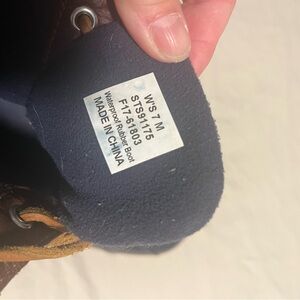 W'S 7 M
STS91175
F17-61803
Waterproof Rubber Boot
MADE IN CHINA